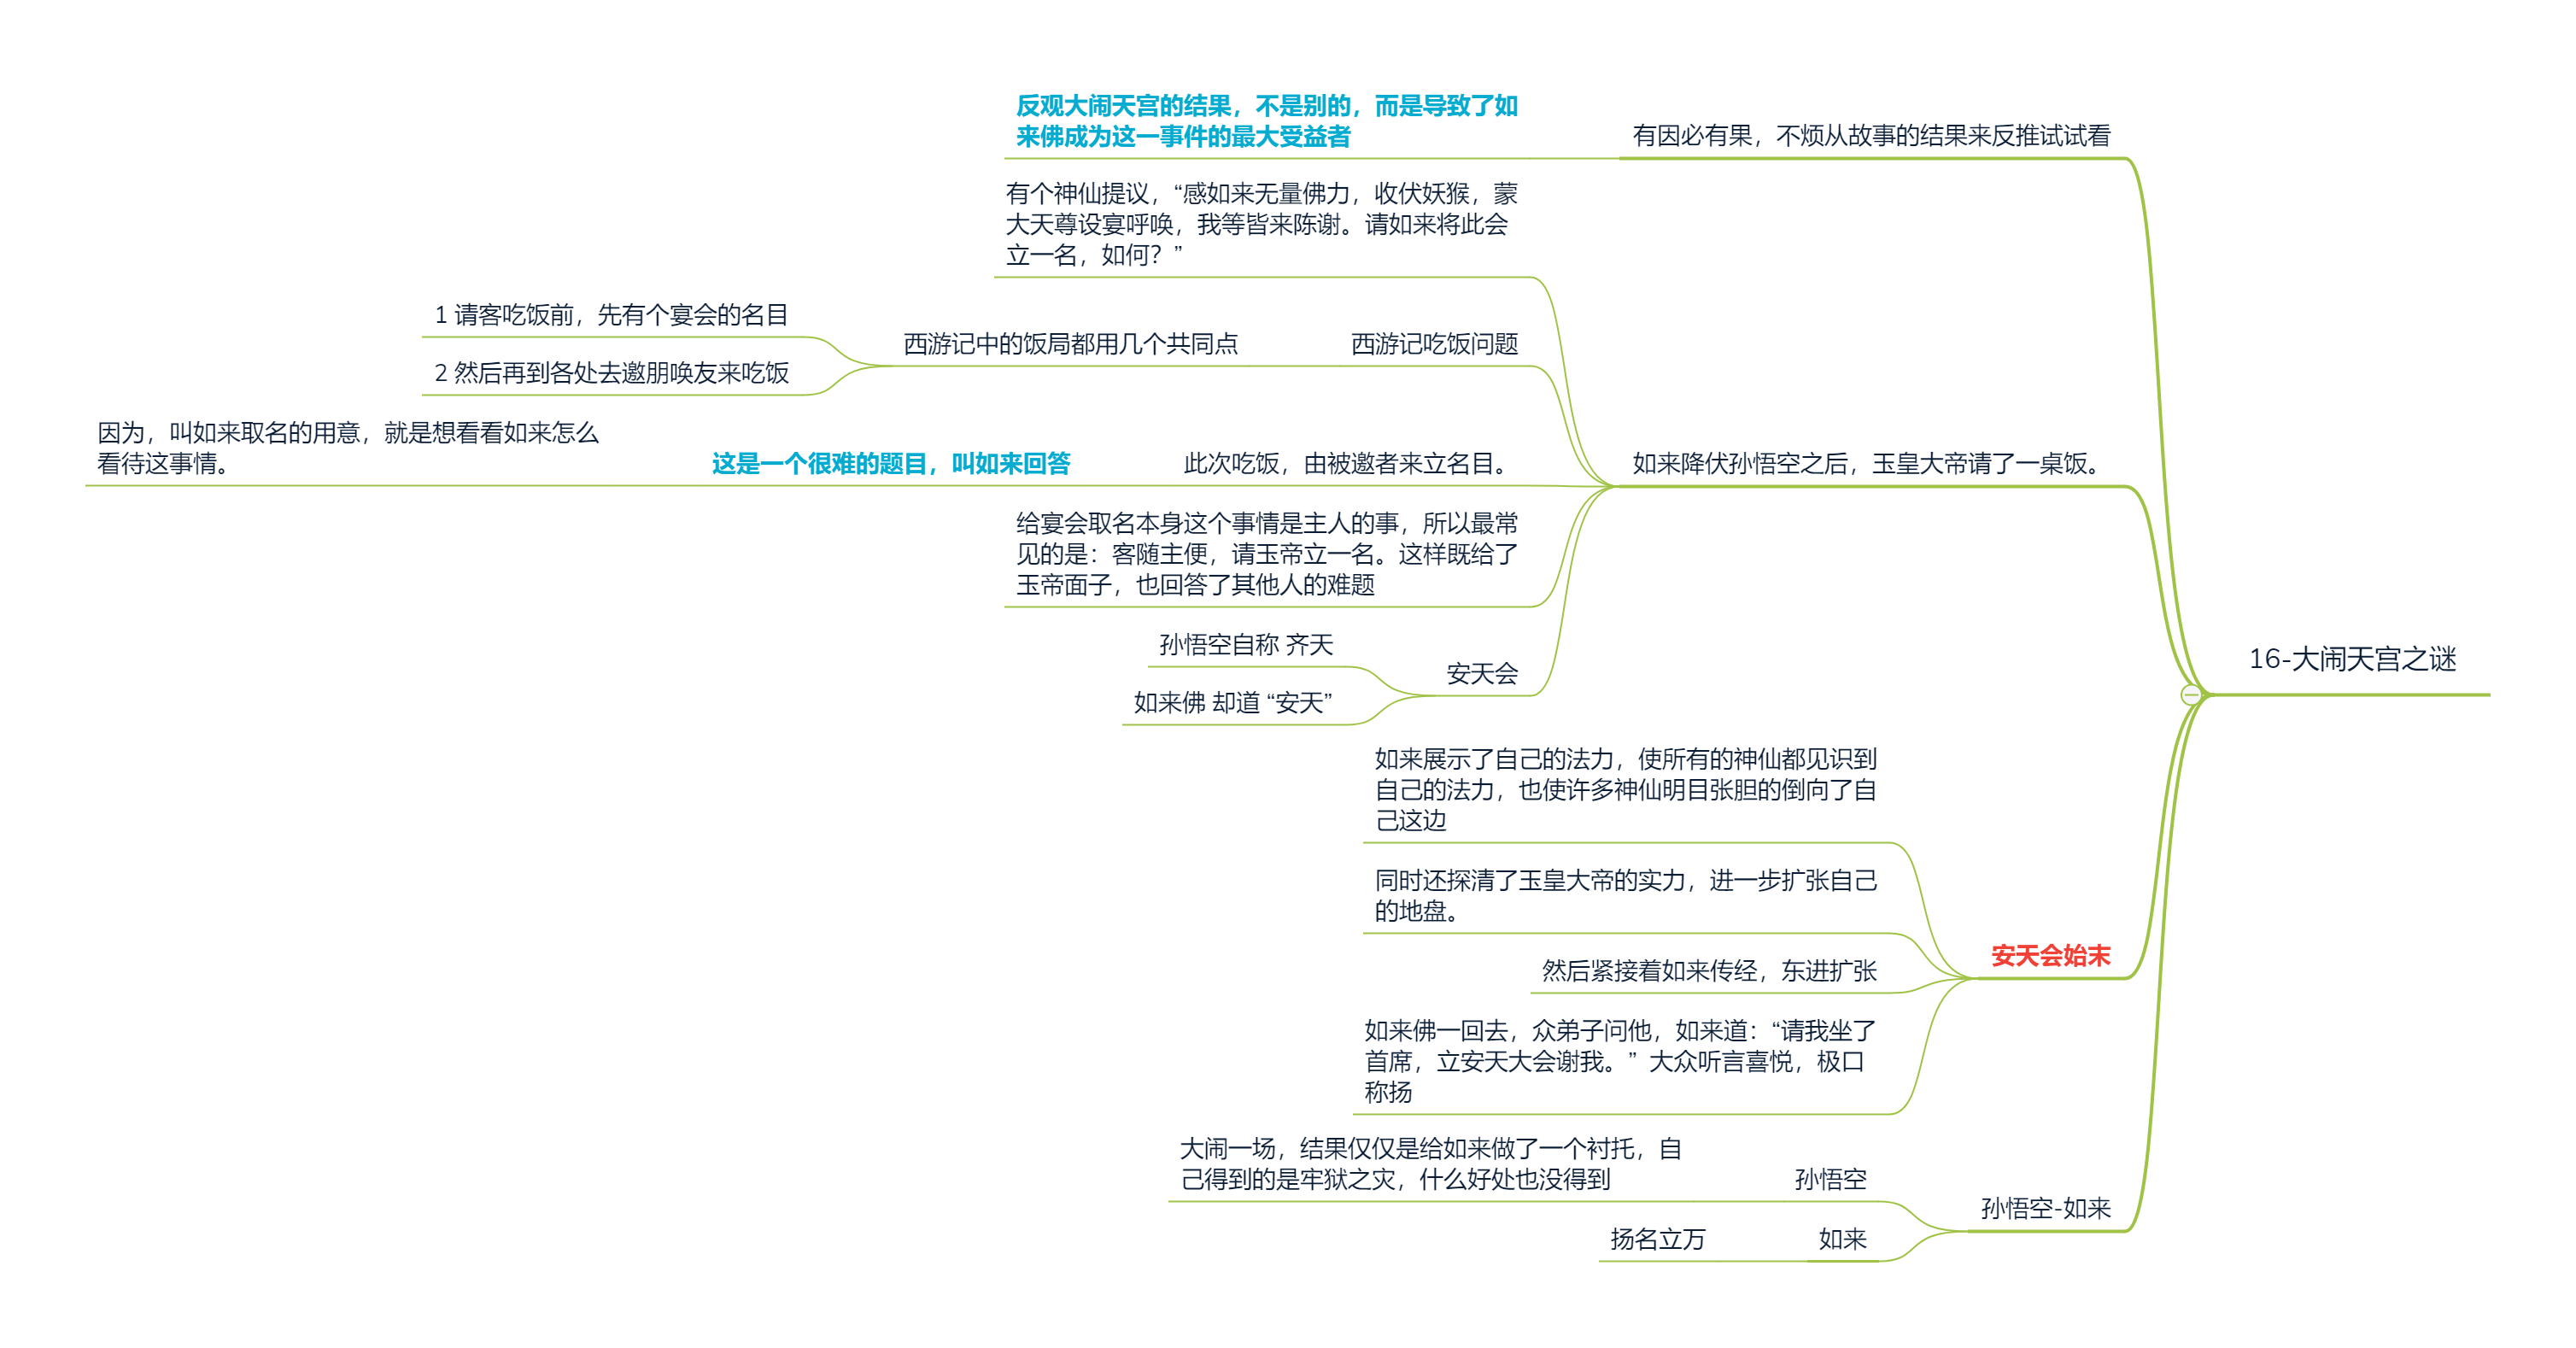 16-大闹天宫之谜
有因必有果，不烦从故事的结果来反推试试看
反观大闹天宫的结果，不是别的，而是导致了如
来佛成为这一事件的最大受益者
如来降伏孙悟空之后，玉皇大帝请了一桌饭。
有个神仙提议，“感如来无量佛力，收伏妖猴，蒙
大天尊设宴呼唤，我等皆来陈谢。请如来将此会
立一名，如何？”
西游记吃饭问题
西游记中的饭局都用几个共同点
1 请客吃饭前，先有个宴会的名目
2 然后再到各处去邀朋唤友来吃饭
此次吃饭，由被邀者来立名目。
这是一个很难的题目，叫如来回答
因为，叫如来取名的用意，就是想看看如来怎么
看待这事情。
给宴会取名本身这个事情是主人的事，所以最常
见的是：客随主便，请玉帝立一名。这样既给了
玉帝面子，也回答了其他人的难题
安天会
孙悟空自称 齐天
如来佛 却道 “安天”
安天会始末
如来展示了自己的法力，使所有的神仙都见识到
自己的法力，也使许多神仙明目张胆的倒向了自
己这边
同时还探清了玉皇大帝的实力，进一步扩张自己
的地盘。
然后紧接着如来传经，东进扩张
如来佛一回去，众弟子问他，如来道：“请我坐了
首席，立安天大会谢我。”大众听言喜悦，极口
称扬
孙悟空-如来
孙悟空
大闹一场，结果仅仅是给如来做了一个衬托，自
己得到的是牢狱之灾，什么好处也没得到
如来
扬名立万